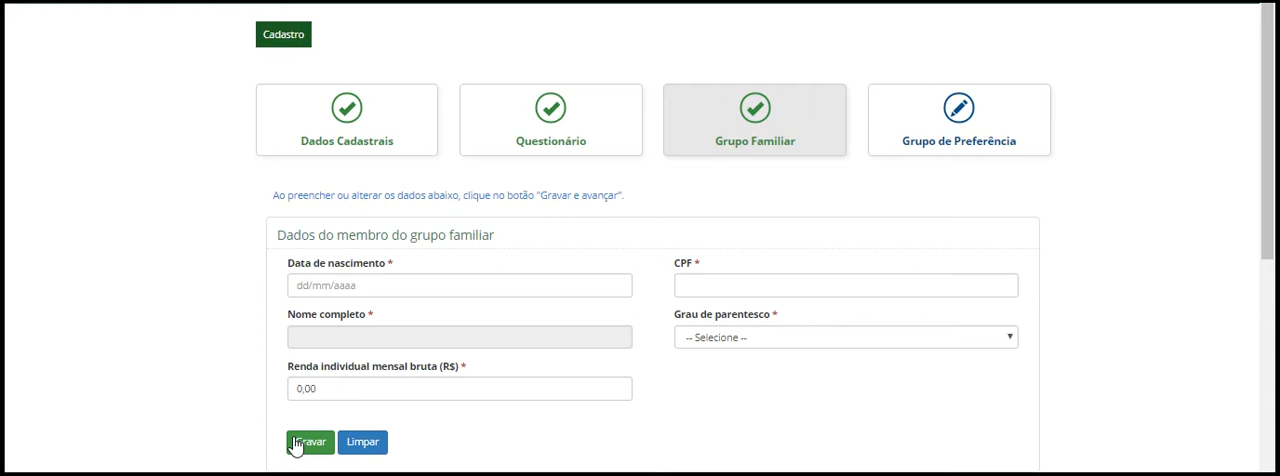 Cadastro
Dados Cadastrais
Questionário
Grupo Familiar
Grupo de Preferência
Ao preencher ou alterar os dados abaixo, clique no botão "Gravar e avançar".
Dados do membro do grupo familiar
Data de nascimento *
CPF *
dd/mm/aaaa
Nome completo *
Grau de parentesco *
-- Selecione --
Renda individual mensal bruta (R$) *
0,00
Gravar
Limpar